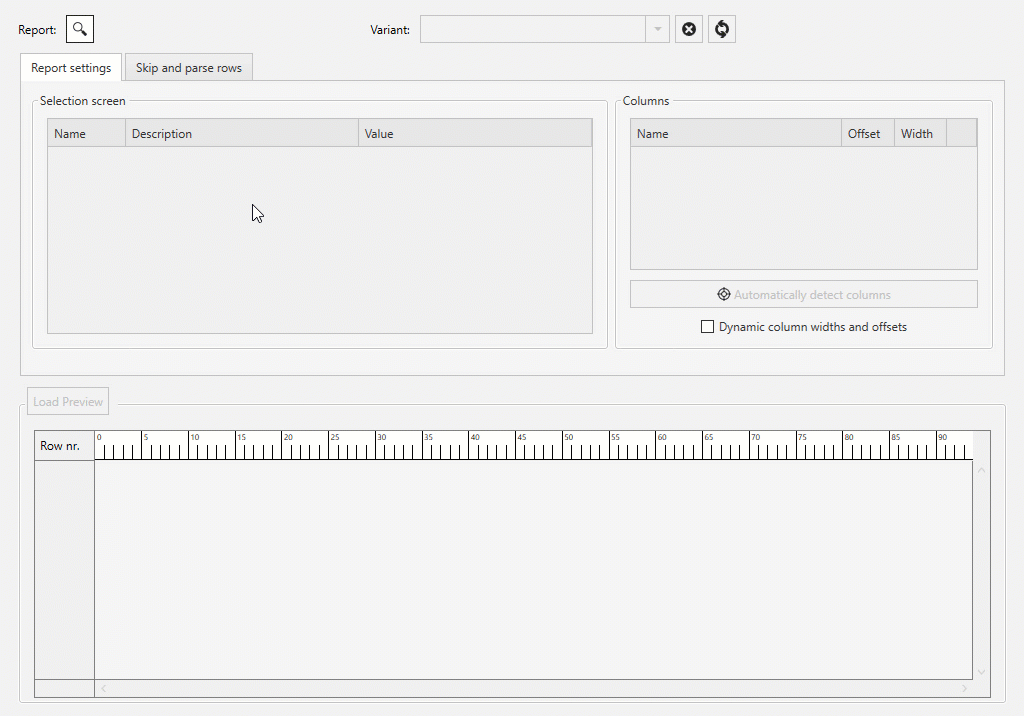 Report: Variant:
Report settings Skip and parse rows
Selection screen Columns
Name Description Value Name Offset Width
Automatically detect columns
Dynamic column widths and offsets
Load Preview
Row nr. 0 5 10 15 20 25 30 35 40 45 50 55 60 65 70 75 80 85 90